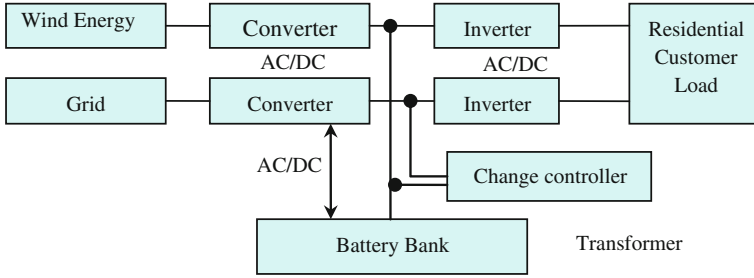 Wind Energy
Converter
Inverter
Residential
Customer
Load
AC/DC
AC/DC
Grid
Converter
Inverter
AC/DC
Change controller
Battery Bank
Transformer